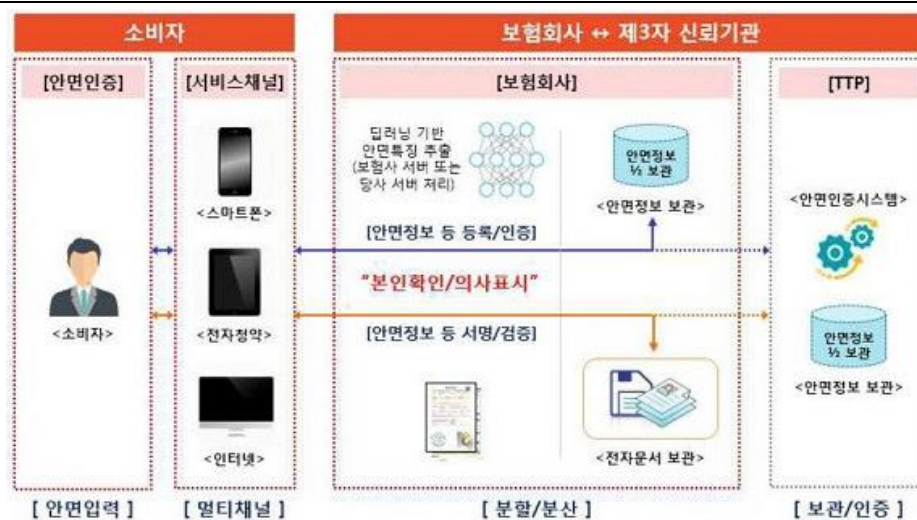 소비자
보험회사 ↔ 제3자 신뢰기관
[안면인증]
[서비스채널]
[보험회사]
[TTP]
딥러닝 기반
안면특징 추출
(보험사 서버 또는
당사 서버 처리)
안면정보
½ 보관
<스마트폰>
<안면정보 보관>
<안면인증시스템>
[안면정보 등 등록/인증]
"본인확인/의사표시"
<소비자>
<전자청약>
[안면정보 등 서명/검증]
안면정보
½ 보관
<안면정보 보관>
<인터넷>
<전자문서 보관>
[ 안면입력 ]
[ 멀티채널 ]
[ 분할/분산 ]
[ 보관/인증 ]